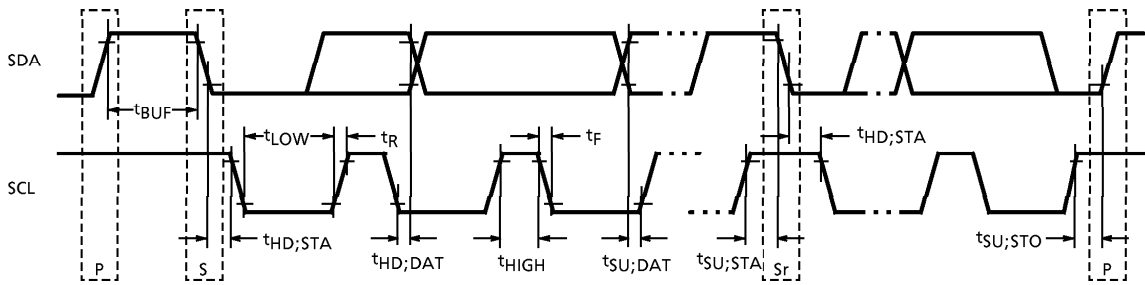 SDA
tBUF
tLOW
tR
tF
tHD;STA
SCL
tHD;STA
tHD;DAT
tHIGH
tSU;DAT
tSU;STA
tSU;STO
P
S
Sr
P